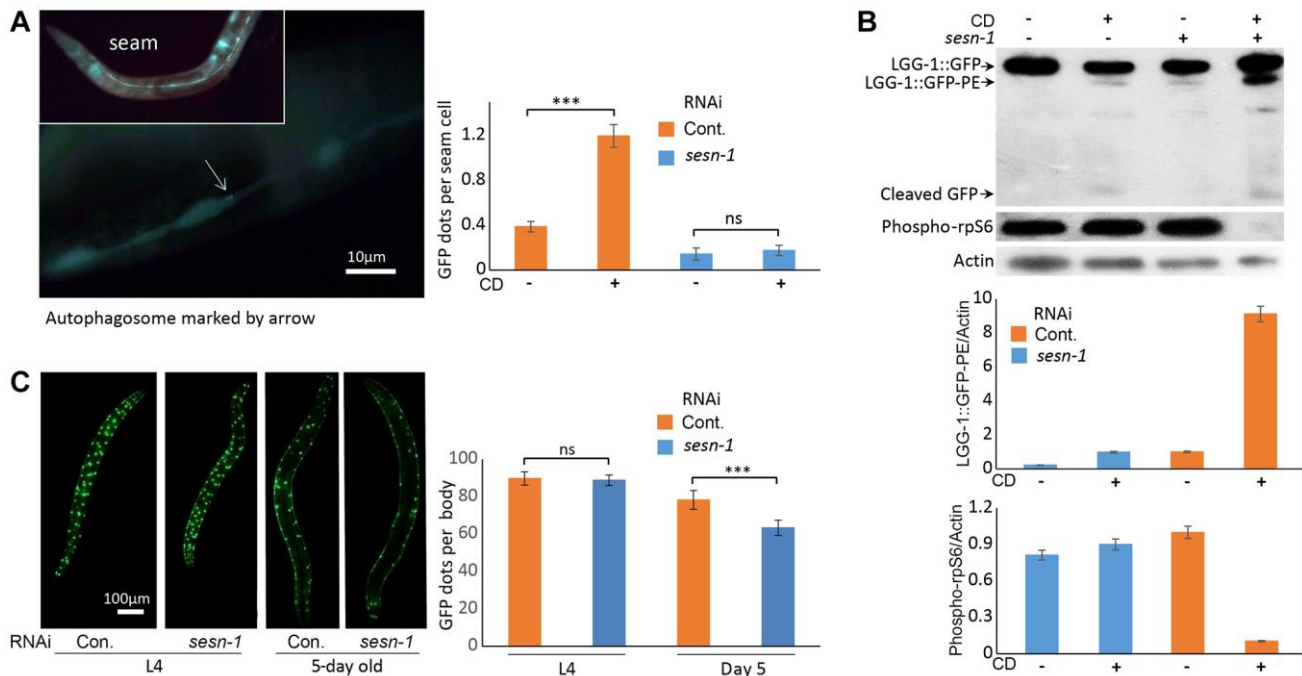 A
seam
10µm
Autophagosome marked by arrow
GFP dots per seam cell
1.2
0.8
0.4
0
***
ns
RNAi
Cont.
sesn-1
CD - + - +
B
CD - + - +
sesn-1 - - + +
LGG-1::GFP
LGG-1::GFP-PE
Cleaved GFP
Phospho-rpS6
Actin
LGG-1::GFP-PE/Actin
10
8
6
4
2
0
RNAi
Cont.
sesn-1
CD - + - +
Phospho-rpS6/Actin
1.2
0.9
0.6
0.3
0
CD - + - +
C
100µm
RNAi Con. sesn-1 Con. sesn-1
L4 5-day old
GFP dots per body
100
80
60
40
20
0
RNAi
Cont.
sesn-1
ns
***
L4 Day 5